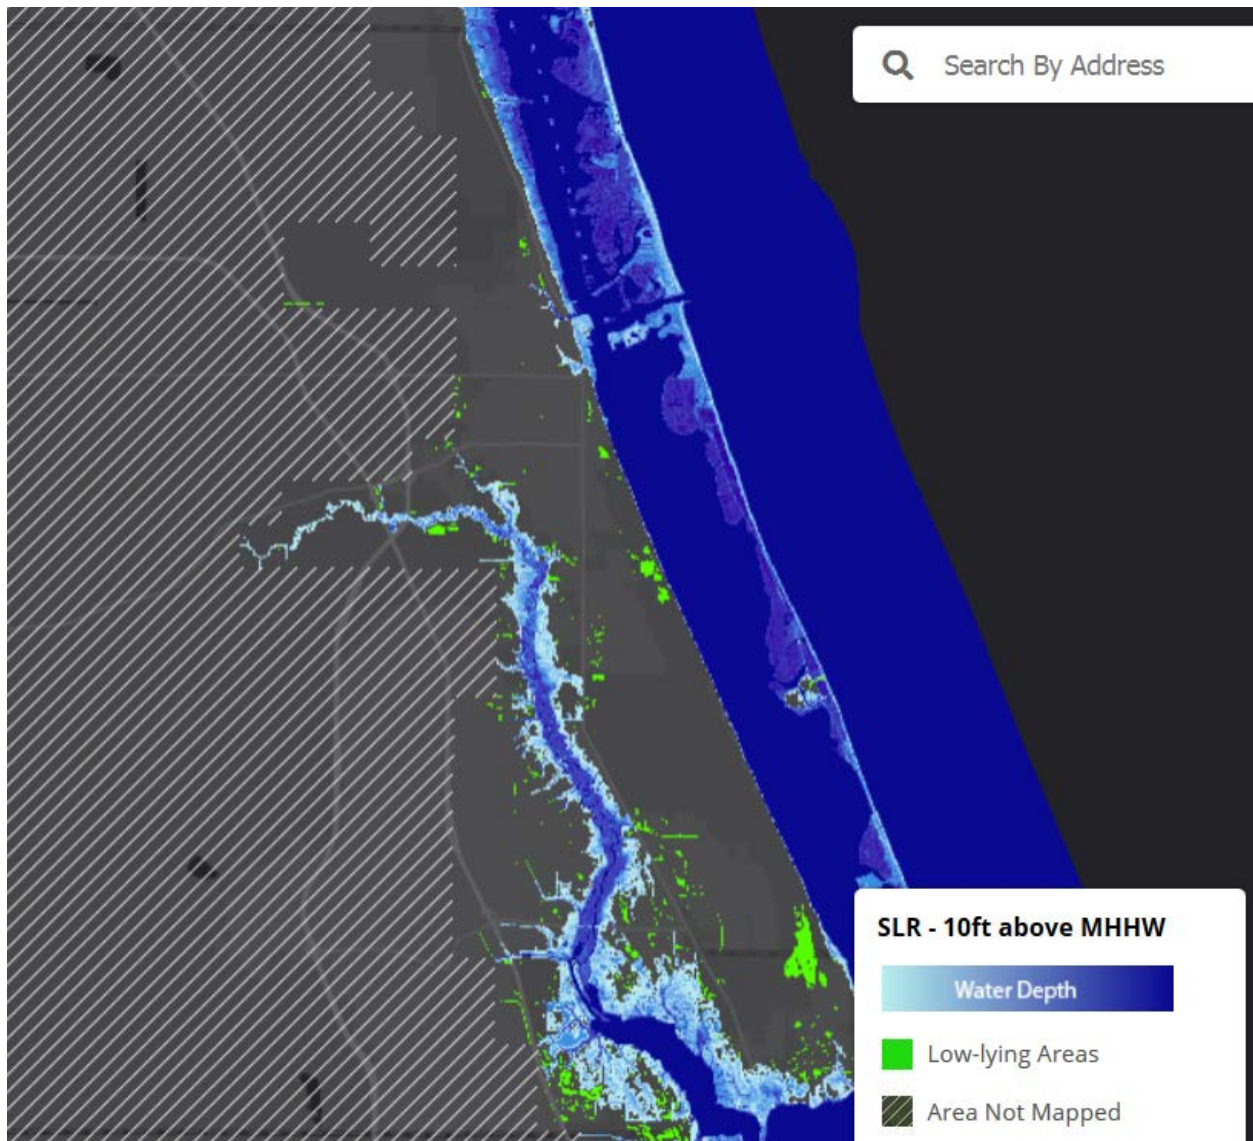 Search By Address
SLR - 10ft above MHHW
Water Depth
Low-lying Areas
Area Not Mapped